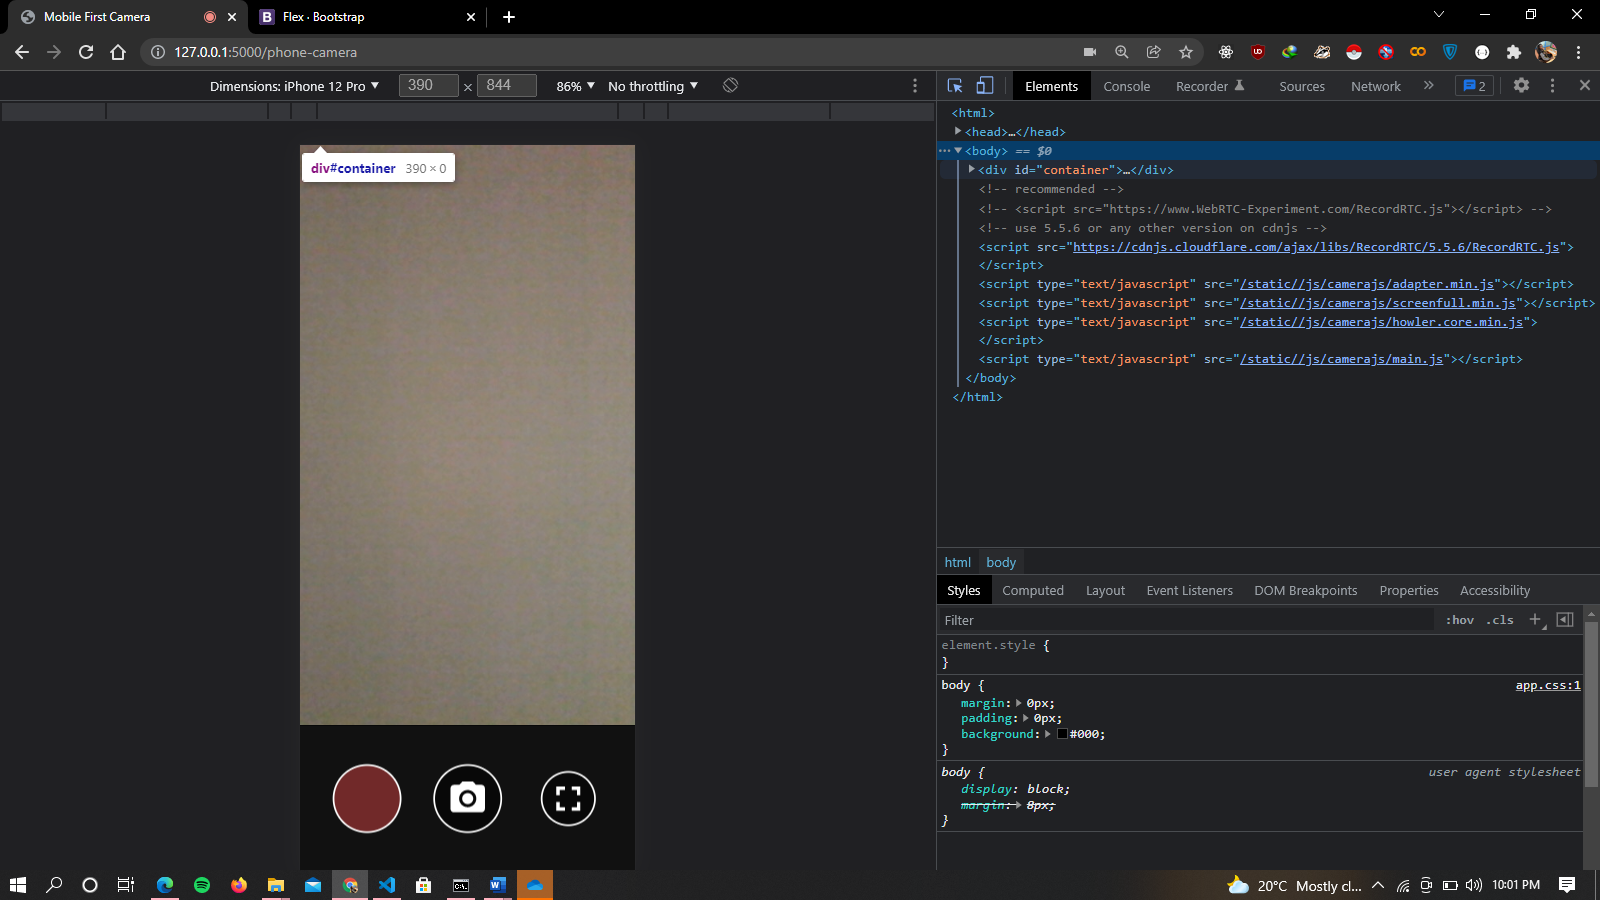 Mobile First Camera
B Flex · Bootstrap
127.0.0.1:5000/phone-camera
Dimensions: iPhone 12 Pro 390 × 844 86% No throttling
Elements Console Recorder Sources Network » 2
div#container 390 × 0
<html>
<head>…</head>
<body> == $0
<div id="container">…</div>
<!-- recommended -->
<!-- <script src="https://www.WebRTC-Experiment.com/RecordRTC.js"></script> -->
<!-- use 5.5.6 or any other version on cdnjs -->
<script src="https://cdnjs.cloudflare.com/ajax/libs/RecordRTC/5.5.6/RecordRTC.js">
</script>
<script type="text/javascript" src="/static//js/camerajs/adapter.min.js"></script>
<script type="text/javascript" src="/static//js/camerajs/screenfull.min.js"></script>
<script type="text/javascript" src="/static//js/camerajs/howler.core.min.js">
</script>
<script type="text/javascript" src="/static//js/camerajs/main.js"></script>
</body>
</html>
html body
Styles Computed Layout Event Listeners DOM Breakpoints Properties Accessibility
Filter :hov .cls +
element.style {
}
body { app.css:1
margin: 0px;
padding: 0px;
background: #000;
}
body { user agent stylesheet
display: block;
margin: 8px;
}
20°C Mostly cl... 10:01 PM